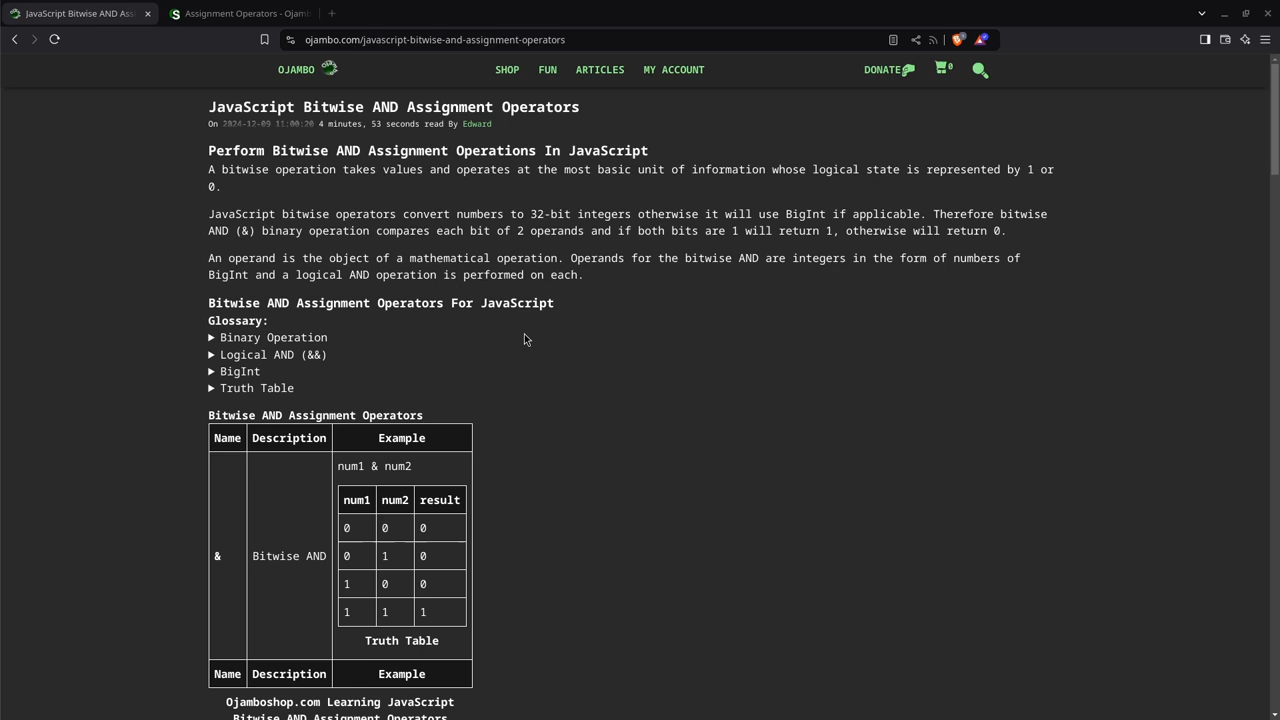 JavaScript Bitwise AND Ass
Assignment Operators - Ojamb
ojambo.com/javascript-bitwise-and-assignment-operators
OJAMBO SHOP FUN ARTICLES MY ACCOUNT DONATE 0
JavaScript Bitwise AND Assignment Operators
On 2024-12-09 11:00:20 4 minutes, 53 seconds read By Edward
Perform Bitwise AND Assignment Operations In JavaScript
A bitwise operation takes values and operates at the most basic unit of information whose logical state is represented by 1 or
0.
JavaScript bitwise operators convert numbers to 32-bit integers otherwise it will use BigInt if applicable. Therefore bitwise
AND (&) binary operation compares each bit of 2 operands and if both bits are 1 will return 1, otherwise will return 0.
An operand is the object of a mathematical operation. Operands for the bitwise AND are integers in the form of numbers of
BigInt and a logical AND operation is performed on each.
Bitwise AND Assignment Operators For JavaScript
Glossary:
Binary Operation
Logical AND (&&)
BigInt
Truth Table
Bitwise AND Assignment Operators
Name Description Example
num1 & num2
num1 num2 result
0 0 0
& Bitwise AND 0 1 0
1 0 0
1 1 1
Truth Table
Name Description Example
Ojamboshop.com Learning JavaScript
Bitwise AND Assignment Operators